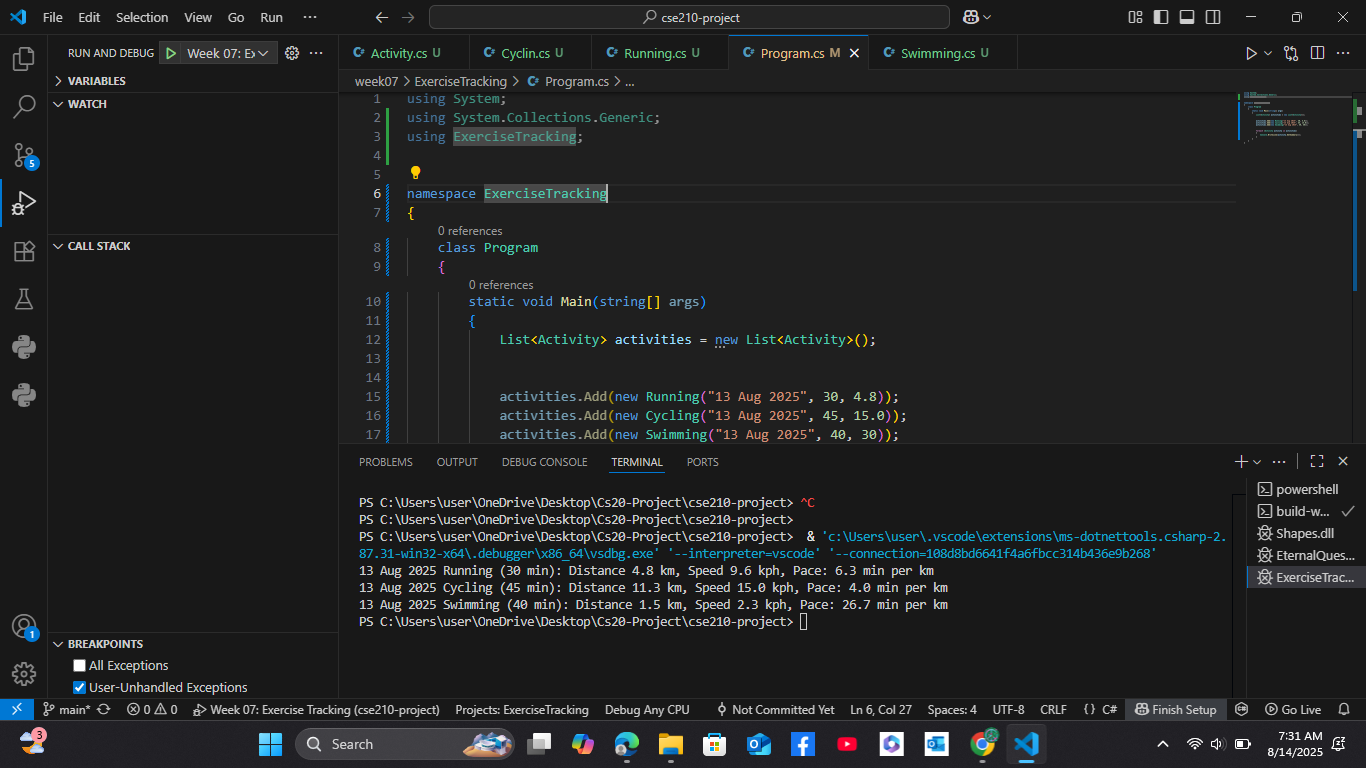 File Edit Selection View Go Run ···
cse210-project
RUN AND DEBUG Week 07: Ex
VARIABLES
WATCH
CALL STACK
BREAKPOINTS
All Exceptions
User-Unhandled Exceptions
5
1
Activity.cs U
Cyclin.cs U
Running.cs U
Program.cs M
Swimming.cs U
week07 > ExerciseTracking > Program.cs > ...
1 using System;
2 using System.Collections.Generic;
3 using ExerciseTracking;
4
5
6 namespace ExerciseTracking
7 {
0 references
8 class Program
9 {
0 references
10 static void Main(string[] args)
11 {
12 List<Activity> activities = new List<Activity>();
13
14
15 activities.Add(new Running("13 Aug 2025", 30, 4.8));
16 activities.Add(new Cycling("13 Aug 2025", 45, 15.0));
17 activities.Add(new Swimming("13 Aug 2025", 40, 30));
PROBLEMS OUTPUT DEBUG CONSOLE TERMINAL PORTS
PS C:\Users\user\OneDrive\Desktop\Cs20-Project\cse210-project> ^C
PS C:\Users\user\OneDrive\Desktop\Cs20-Project\cse210-project>
PS C:\Users\user\OneDrive\Desktop\Cs20-Project\cse210-project>  & 'c:\Users\user\.vscode\extensions\ms-dotnettools.csharp-2.
87.31-win32-x64\.debugger\x86_64\vsdbg.exe' '--interpreter=vscode' '--connection=108d8bd6641f4a6fbcc314b436e9b268'
13 Aug 2025 Running (30 min): Distance 4.8 km, Speed 9.6 kph, Pace: 6.3 min per km
13 Aug 2025 Cycling (45 min): Distance 11.3 km, Speed 15.0 kph, Pace: 4.0 min per km
13 Aug 2025 Swimming (40 min): Distance 1.5 km, Speed 2.3 kph, Pace: 26.7 min per km
PS C:\Users\user\OneDrive\Desktop\Cs20-Project\cse210-project>
powershell
build-w...
Shapes.dll
EternalQues...
ExerciseTrac...
main* 0 0 Week 07: Exercise Tracking (cse210-project) Projects: ExerciseTracking Debug Any CPU Not Committed Yet Ln 6, Col 27 Spaces: 4 UTF-8 CRLF {} C# Finish Setup Go Live
3
Search
7:31 AM
8/14/2025